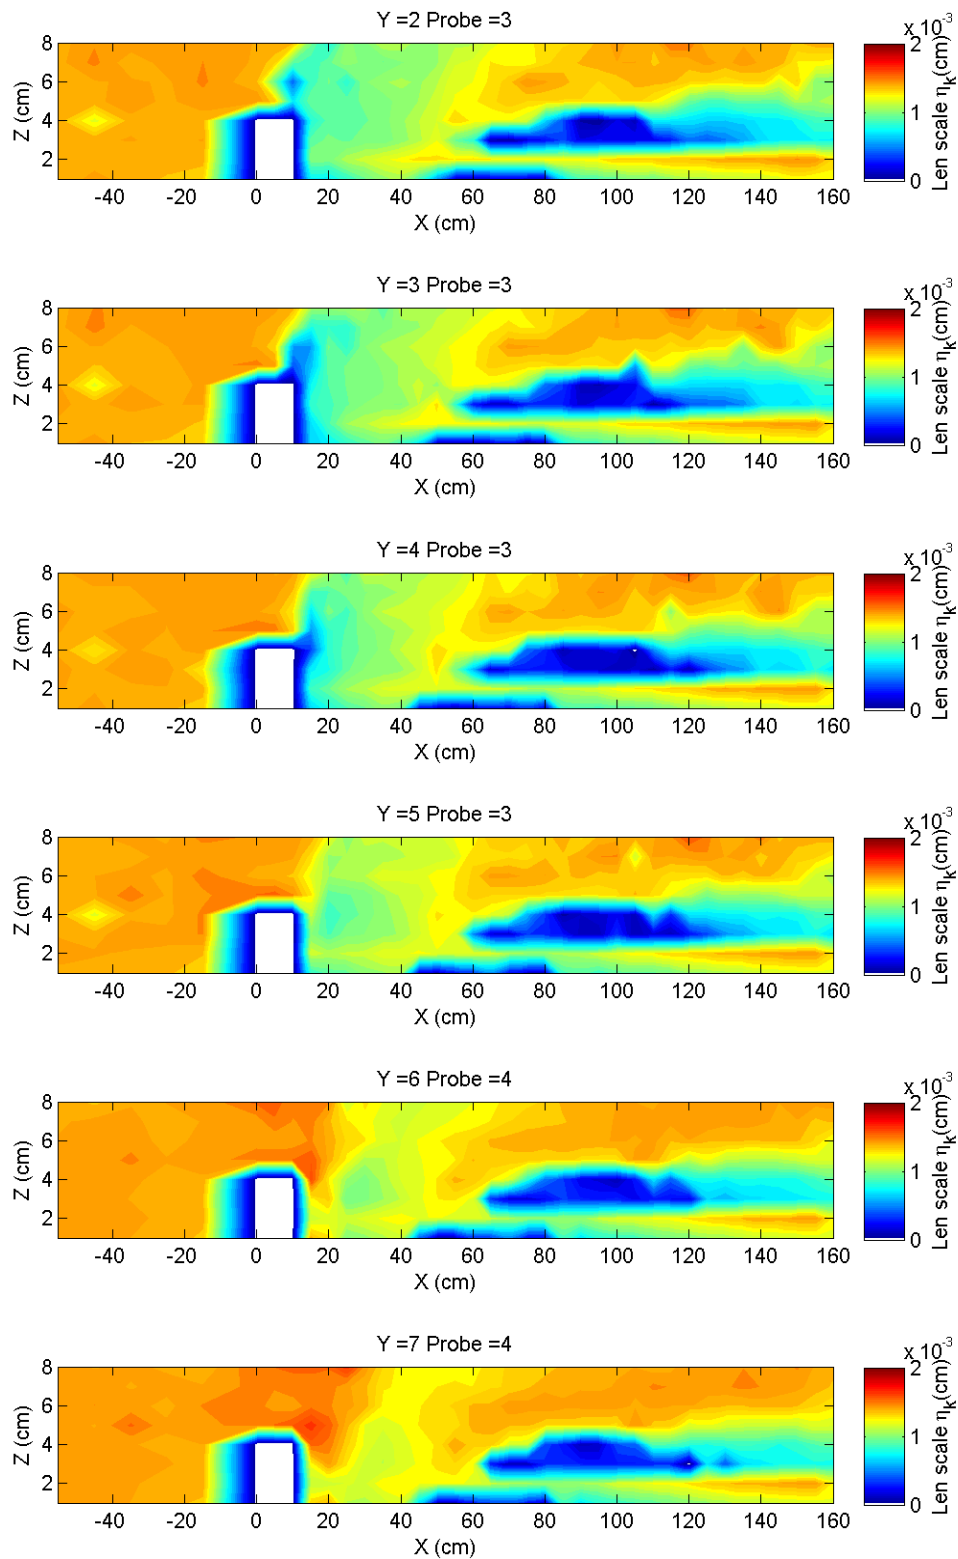 Y =2 Probe =3
x 10-3
8
6
4
2
Z (cm)
-40 -20 0 20 40 60 80 100 120 140 160
X (cm)
2
1
0
Len scale ηk(cm)
Y =3 Probe =3
x 10-3
8
6
4
2
Z (cm)
-40 -20 0 20 40 60 80 100 120 140 160
X (cm)
2
1
0
Len scale ηk(cm)
Y =4 Probe =3
x 10-3
8
6
4
2
Z (cm)
-40 -20 0 20 40 60 80 100 120 140 160
X (cm)
2
1
0
Len scale ηk(cm)
Y =5 Probe =3
x 10-3
8
6
4
2
Z (cm)
-40 -20 0 20 40 60 80 100 120 140 160
X (cm)
2
1
0
Len scale ηk(cm)
Y =6 Probe =4
x 10-3
8
6
4
2
Z (cm)
-40 -20 0 20 40 60 80 100 120 140 160
X (cm)
2
1
0
Len scale ηk(cm)
Y =7 Probe =4
x 10-3
8
6
4
2
Z (cm)
-40 -20 0 20 40 60 80 100 120 140 160
X (cm)
2
1
0
Len scale ηk(cm)